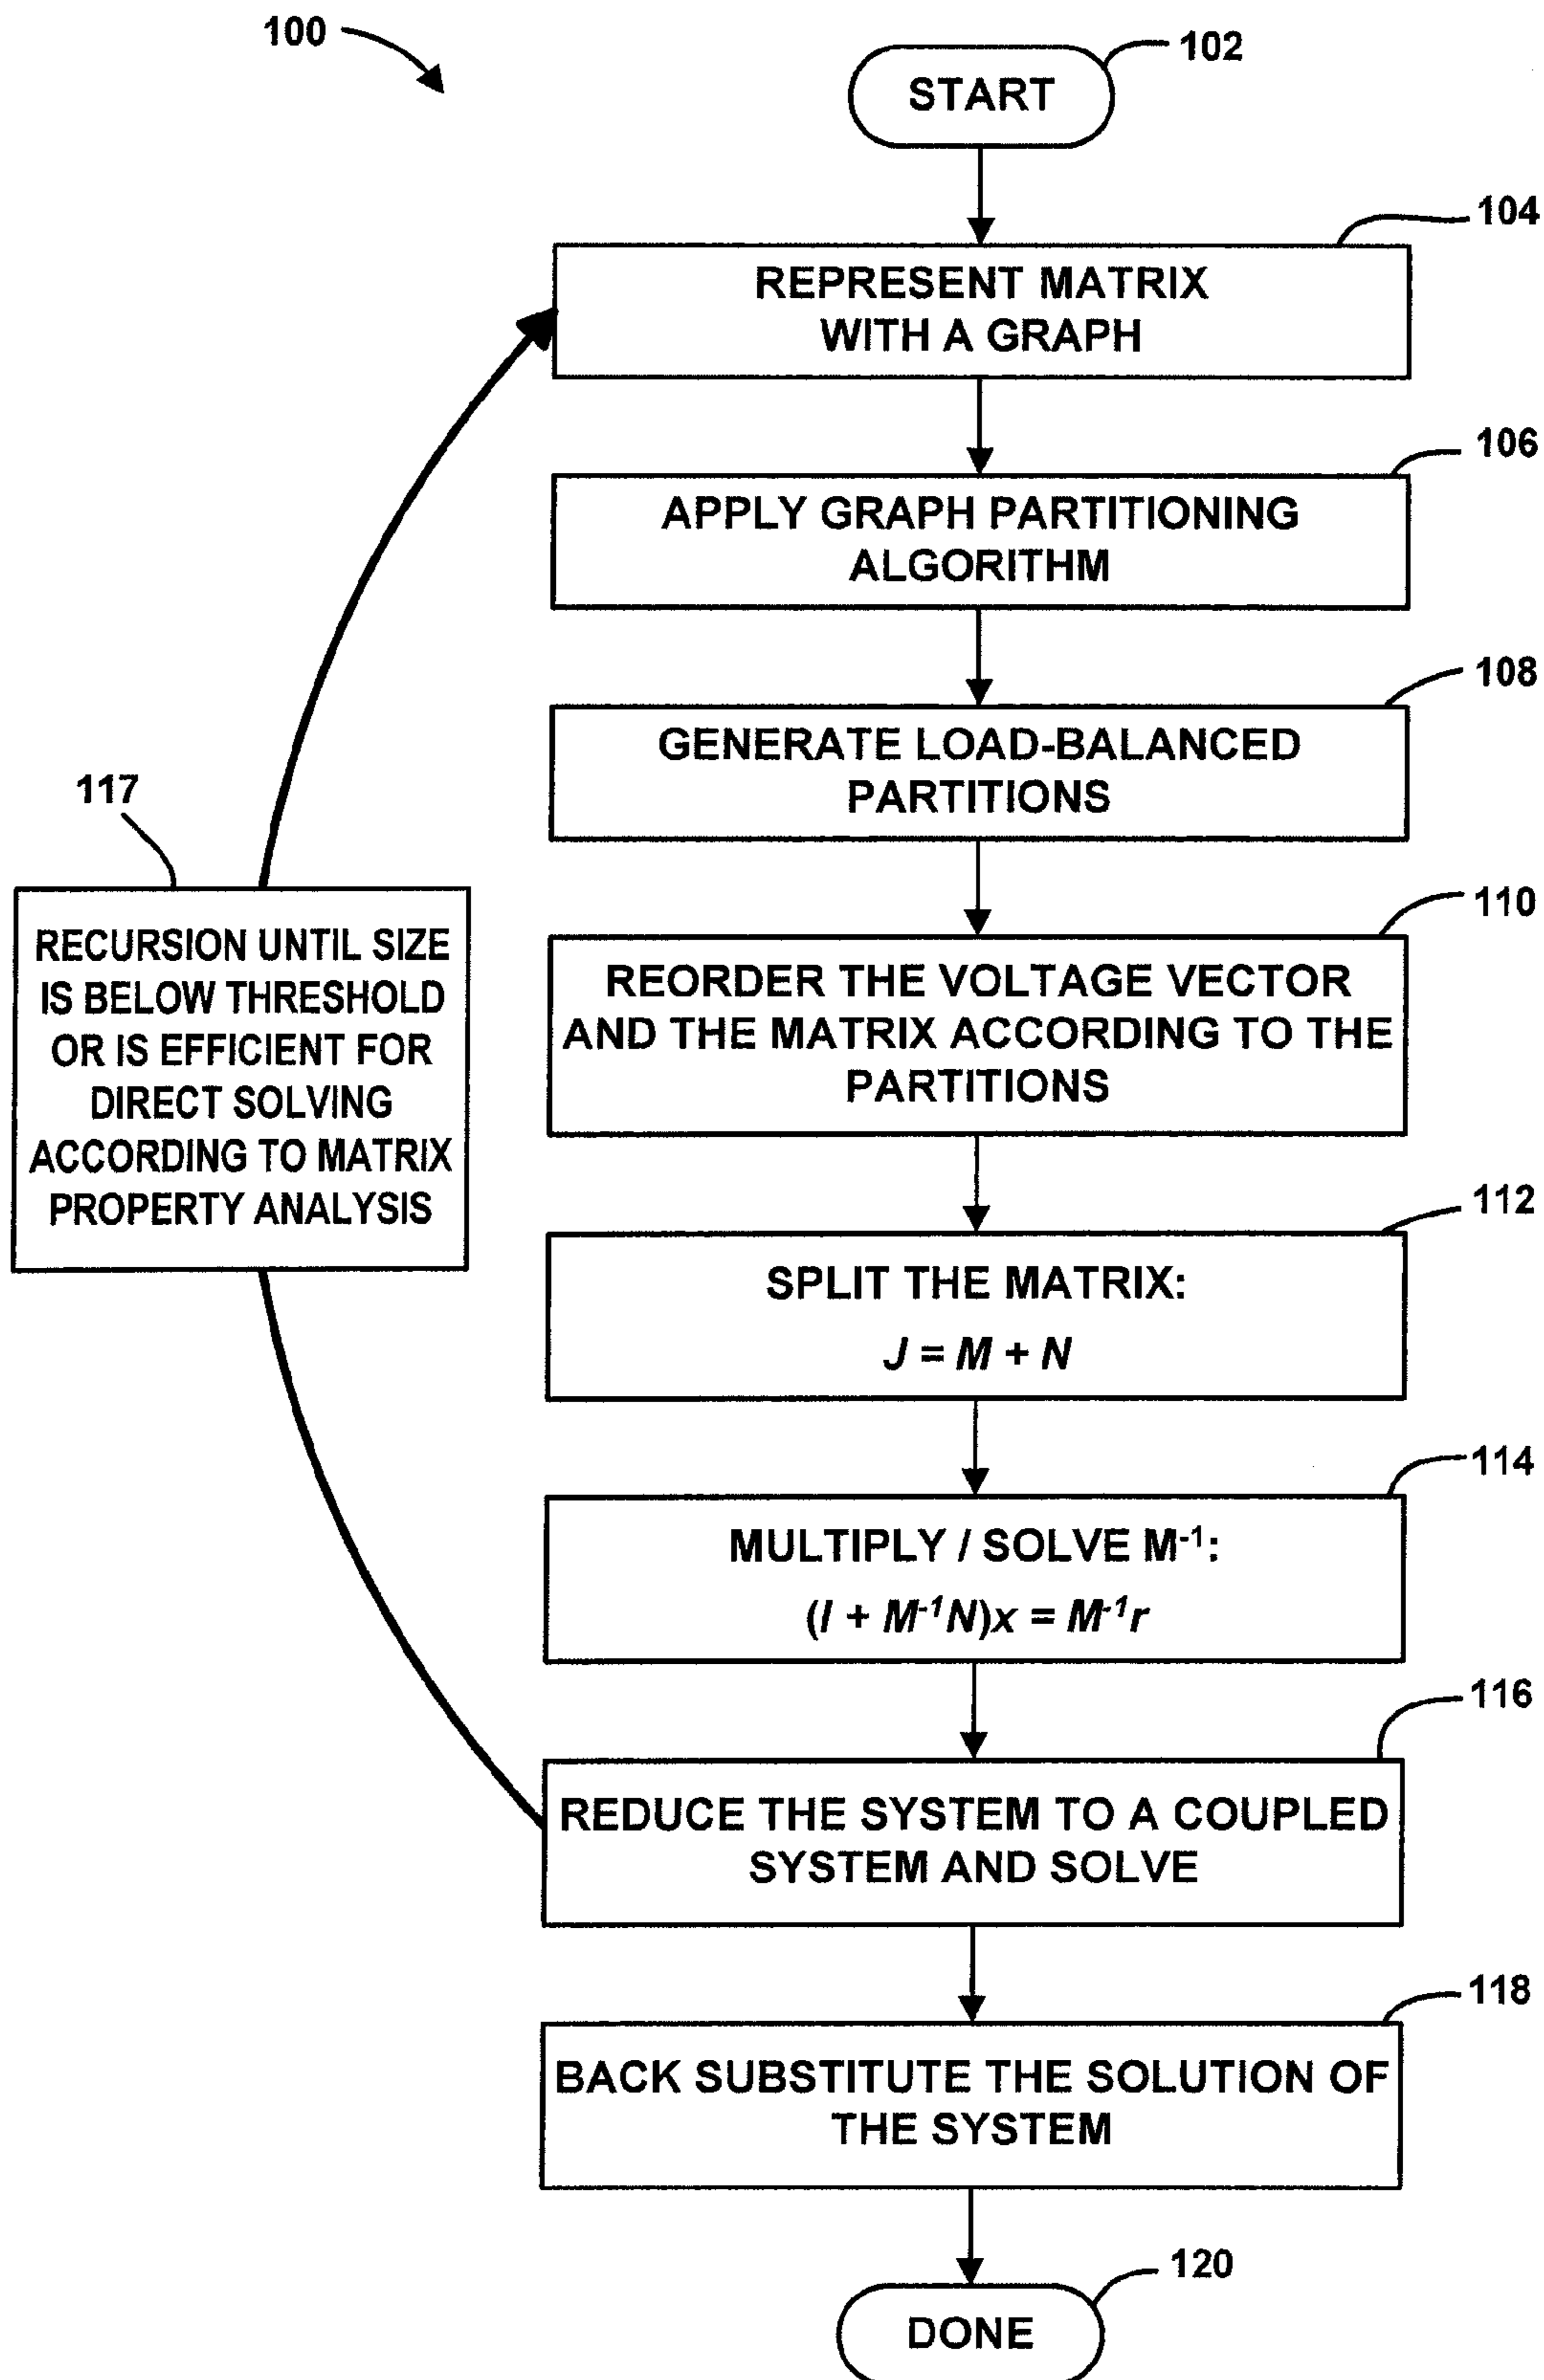 100
102
START
104
REPRESENT MATRIX
WITH A GRAPH
106
APPLY GRAPH PARTITIONING
ALGORITHM
108
GENERATE LOAD-BALANCED
PARTITIONS
117
RECURSION UNTIL SIZE
IS BELOW THRESHOLD
OR IS EFFICIENT FOR
DIRECT SOLVING
ACCORDING TO MATRIX
PROPERTY ANALYSIS
110
REORDER THE VOLTAGE VECTOR
AND THE MATRIX ACCORDING TO THE
PARTITIONS
112
SPLIT THE MATRIX:
J = M + N
114
MULTIPLY / SOLVE M⁻¹:
(I + M⁻¹N)x = M⁻¹r
116
REDUCE THE SYSTEM TO A COUPLED
SYSTEM AND SOLVE
118
BACK SUBSTITUTE THE SOLUTION OF
THE SYSTEM
120
DONE